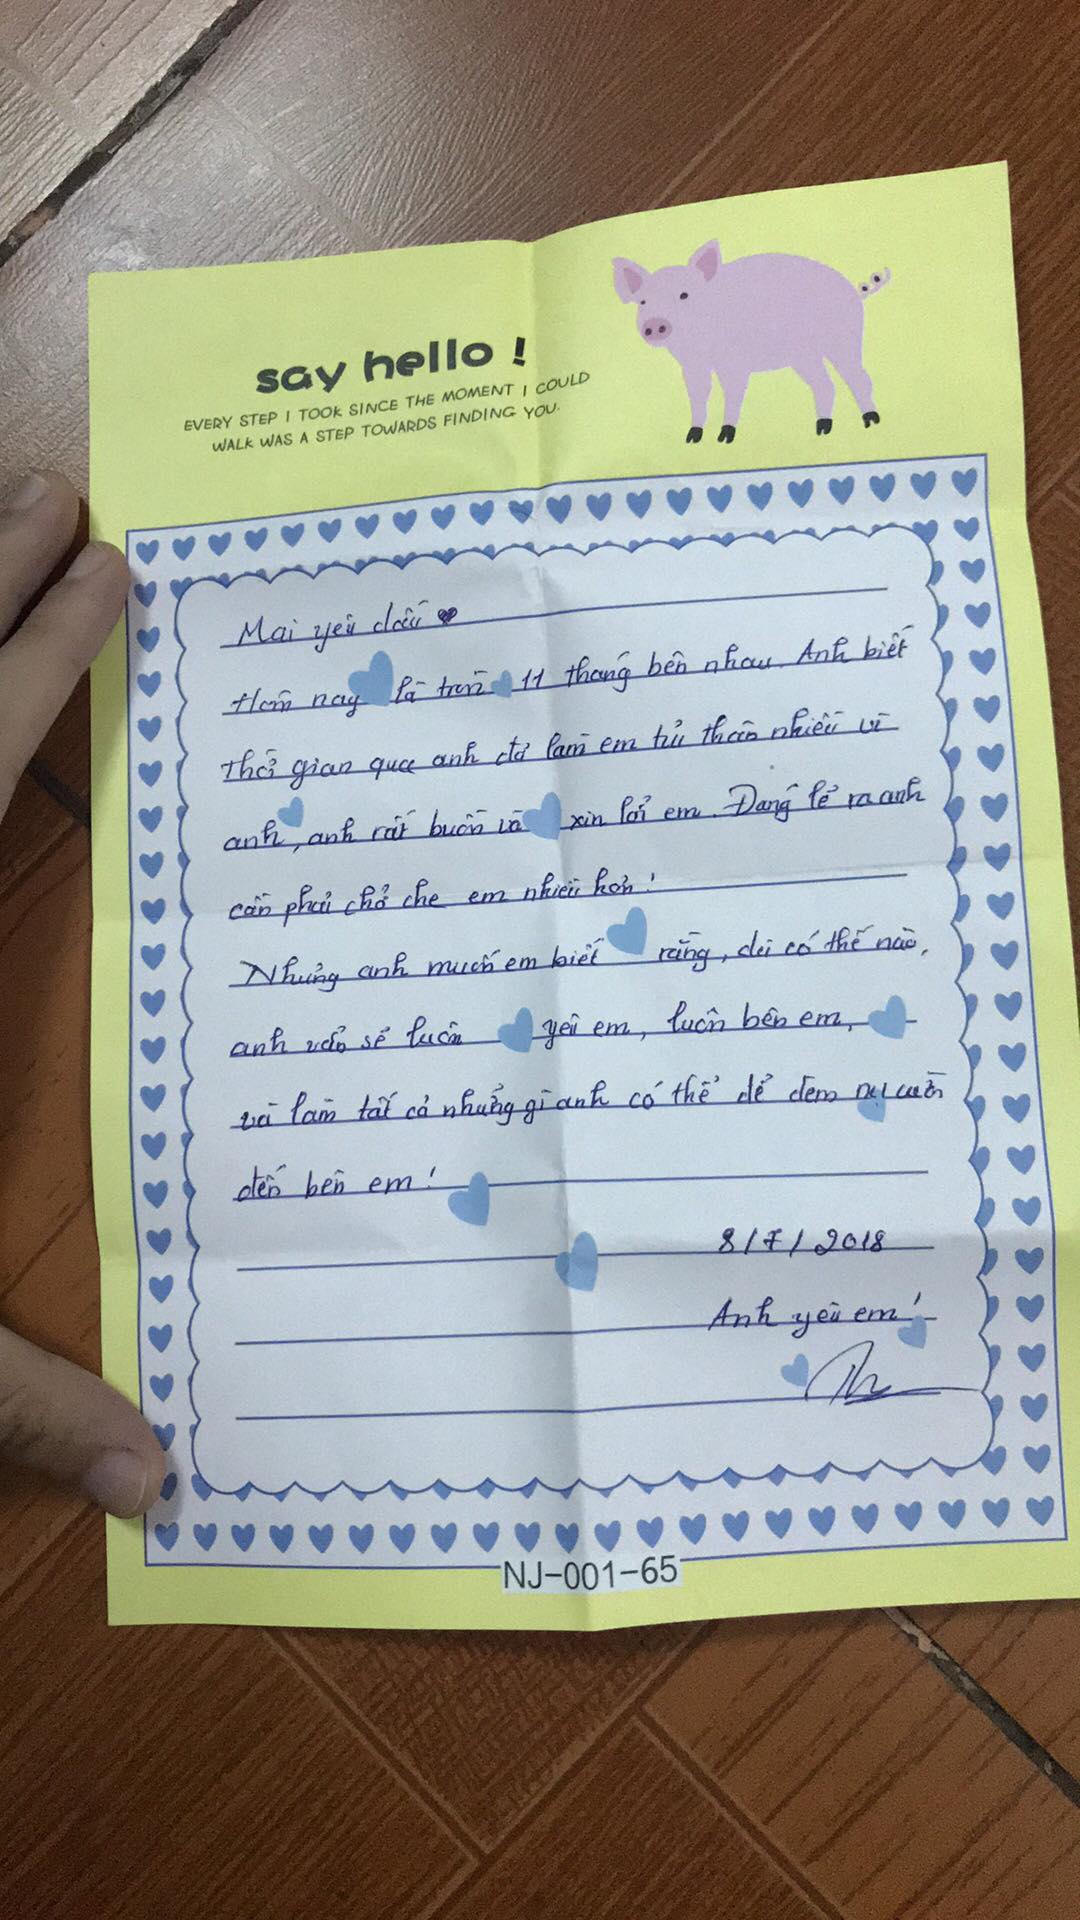 say hello !
EVERY STEP I TOOK SINCE THE MOMENT I COULD
WALK WAS A STEP TOWARDS FINDING YOU.
Mai yêu dấu ♥
Hôm nay là tròn 11 tháng bên nhau. Anh biết
thời gian qua anh đã làm em tủi thân nhiều vì
anh, anh rất buồn và xin lỗi em. Đáng lẽ ra anh
cần phải chở che em nhiều hơn!
Nhưng anh muốn em biết rằng, dù có thế nào,
anh vẫn sẽ luôn yêu em, luôn bên em,
và làm tất cả những gì anh có thể để đem nụ cười
đến bên em!
8/7/2018
Anh yêu em!
NJ-001-65